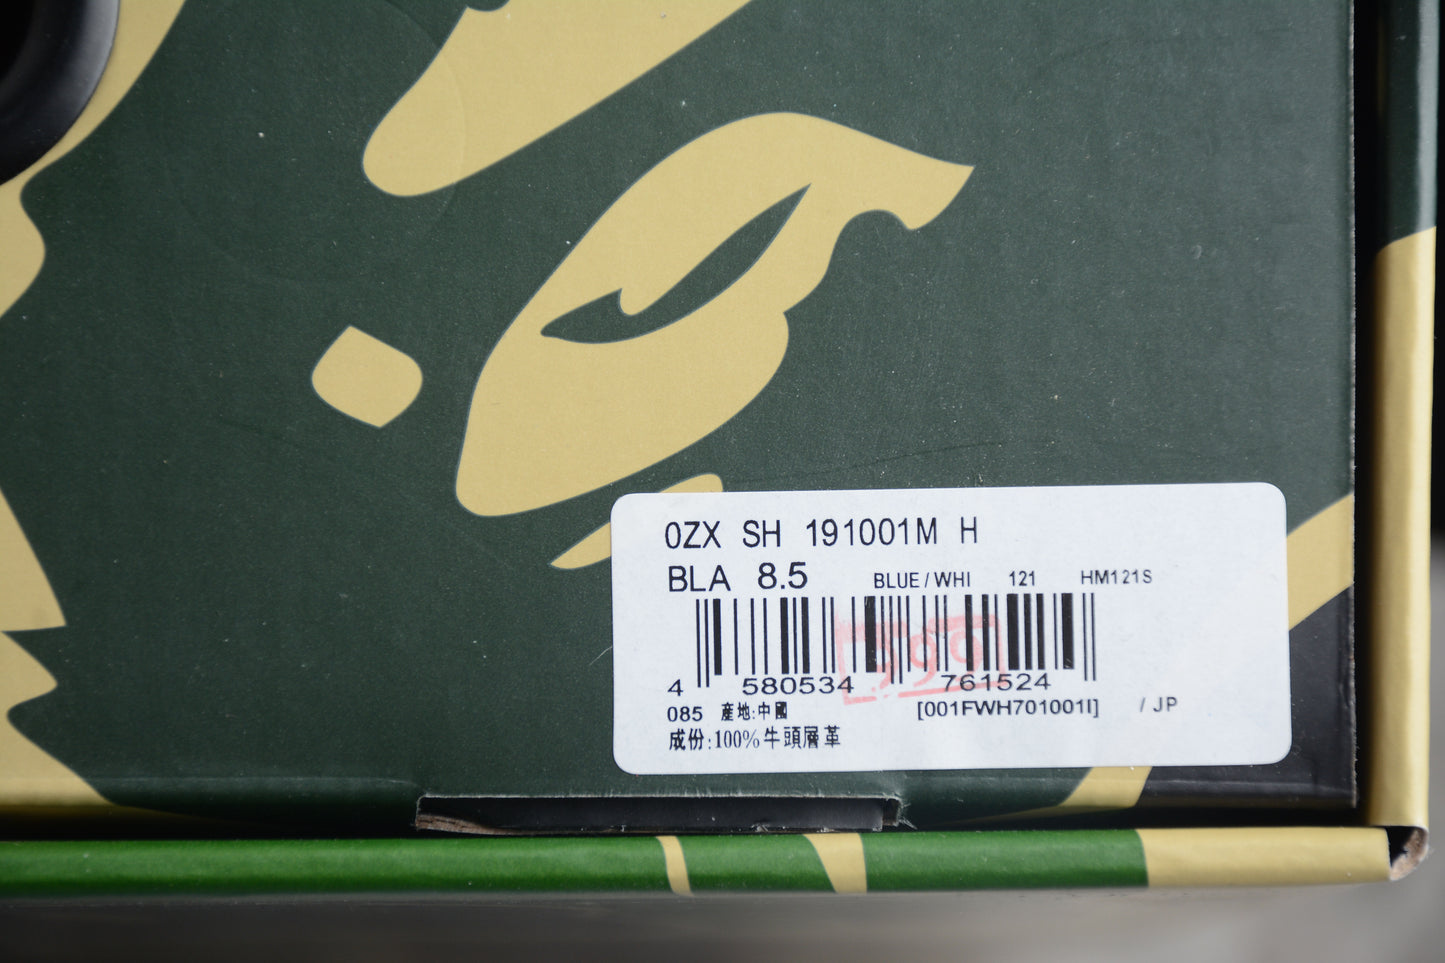 0ZX SH 191001M H
BLA 8.5 BLUE/WHI 121 HM121S
4 580534 761524
085 產地:中國 [001FWH701001I] / JP
成份:100%牛頭層革